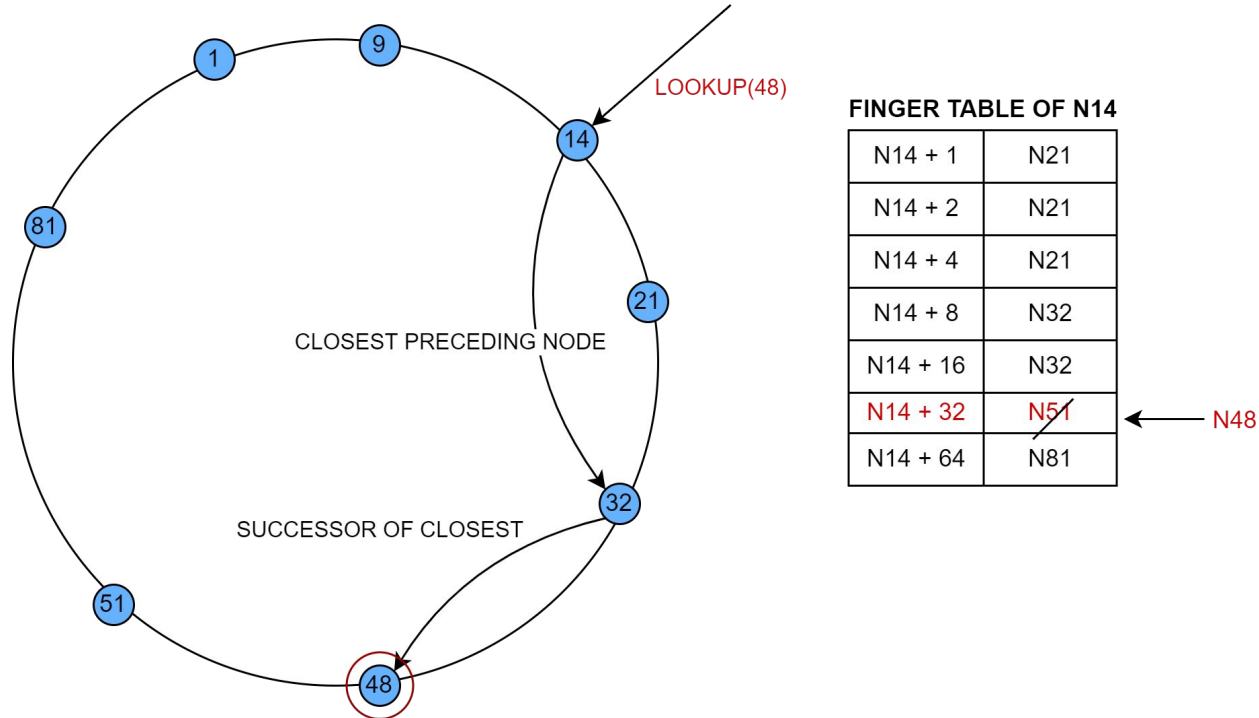 1
9
LOOKUP(48)
14
81
21
CLOSEST PRECEDING NODE
32
SUCCESSOR OF CLOSEST
51
48
FINGER TABLE OF N14
N14 + 1 N21
N14 + 2 N21
N14 + 4 N21
N14 + 8 N32
N14 + 16 N32
N14 + 32 N51 N48
N14 + 64 N81